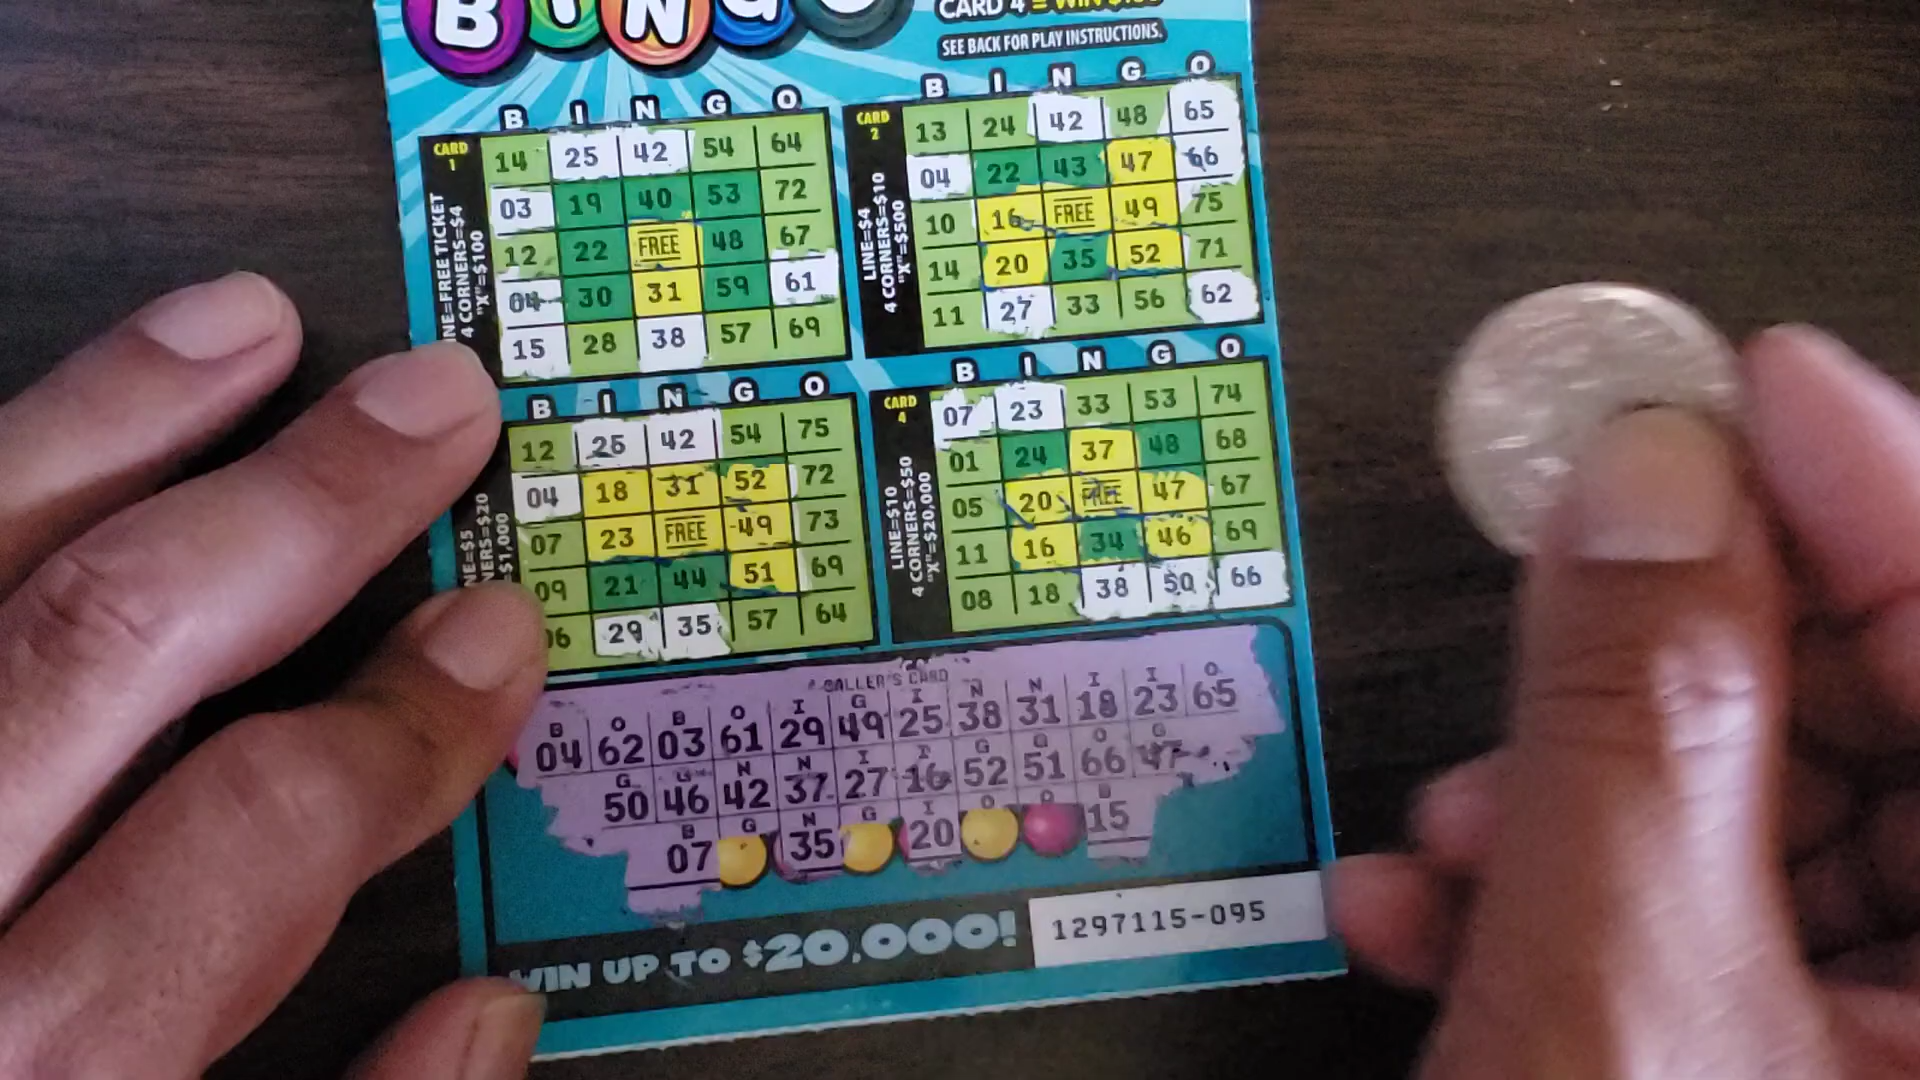 BINGO
CARD 4 = WIN
SEE BACK FOR PLAY INSTRUCTIONS.
B I N G O
CARD 1
LINE=FREE TICKET
4 CORNERS=$4
"X"=$100
14 25 42 54 64
03 19 40 53 72
12 22 FREE 48 67
04 30 31 59 61
15 28 38 57 69
B I N G O
CARD 2
LINE=$4
4 CORNERS=$10
"X"=$500
13 24 42 48 65
04 22 43 47 66
10 16 FREE 49 75
14 20 35 52 71
11 27 33 56 62
B I N G O
NE=$5
NERS=$20
$1,000
12 25 42 54 75
04 18 31 52 72
07 23 FREE 49 73
09 21 44 51 69
06 29 35 57 64
B I N G O
CARD 4
LINE=$10
4 CORNERS=$50
"X"=$20,000
07 23 33 53 74
01 24 37 48 68
05 20 FREE 47 67
11 16 34 46 69
08 18 38 50 66
CALLER'S CARD
B O B O I G I N N I I O
04 62 03 61 29 49 25 38 31 18 23 65
G G N N I I G G O G
50 46 42 37 27 16 52 51 66 47
B G N G I O O B
07 35 20 15
WIN UP TO $20,000!
1297115-095